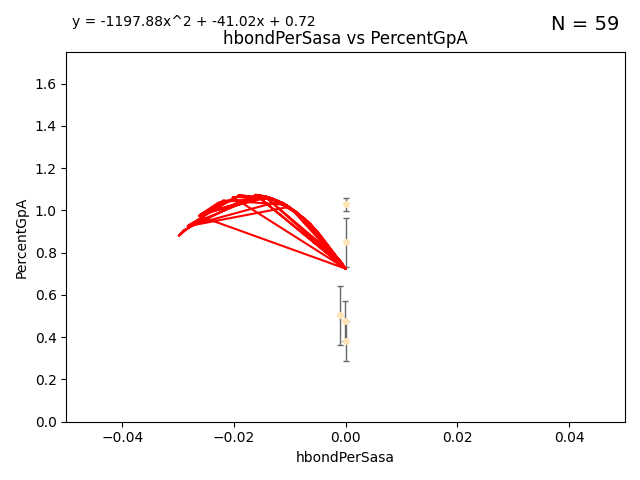 y = -1197.88x^2 + -41.02x + 0.72
N = 59
hbondPerSasa vs PercentGpA
PercentGpA
1.6
1.4
1.2
1.0
0.8
0.6
0.4
0.2
0.0
−0.04
−0.02
0.00
0.02
0.04
hbondPerSasa